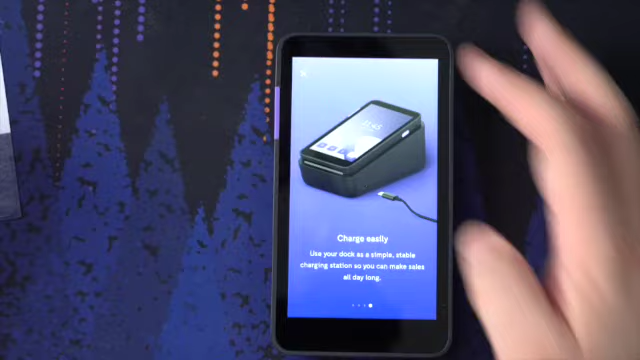 Charge easily
Use your dock as a simple, stable
charging station so you can make sales
all day long.